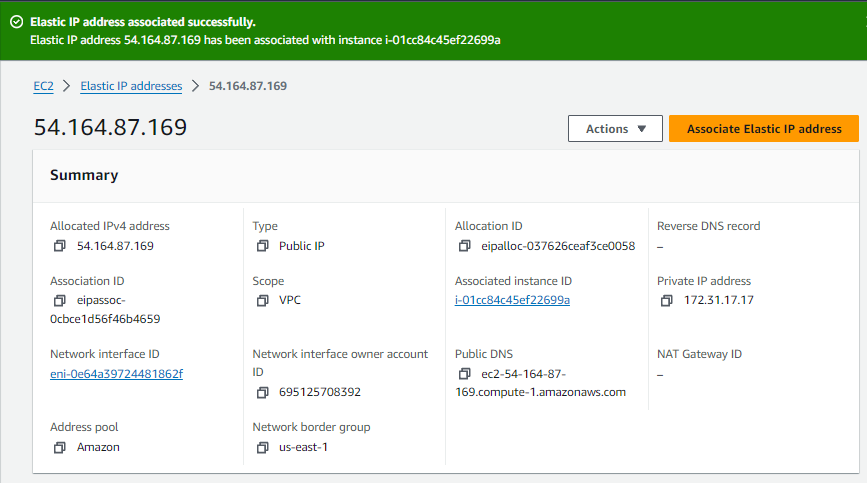 Elastic IP address associated successfully.
Elastic IP address 54.164.87.169 has been associated with instance i-01cc84c45ef22699a
EC2 > Elastic IP addresses > 54.164.87.169
54.164.87.169
Actions ▼
Associate Elastic IP address
Summary
Allocated IPv4 address
54.164.87.169
Type
Public IP
Allocation ID
eipalloc-037626ceaf3ce0058
Reverse DNS record
–
Association ID
eipassoc-
0cbce1d56f46b4659
Scope
VPC
Associated instance ID
i-01cc84c45ef22699a
Private IP address
172.31.17.17
Network interface ID
eni-0e64a39724481862f
Network interface owner account
ID
695125708392
Public DNS
ec2-54-164-87-
169.compute-1.amazonaws.com
NAT Gateway ID
–
Address pool
Amazon
Network border group
us-east-1